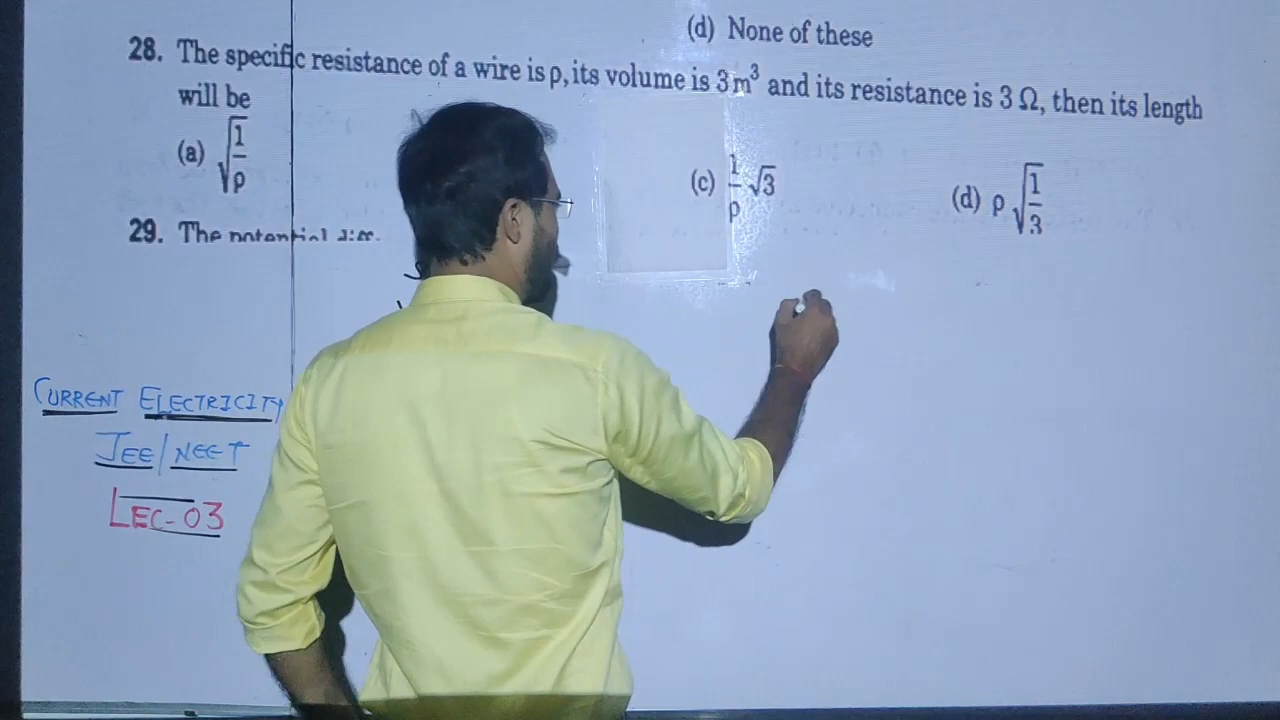 (d) None of these
28. The specific resistance of a wire is ρ, its volume is 3 m³ and its resistance is 3 Ω, then its length
will be
(a) √(1/ρ) (c) 1/ρ √3 (d) ρ √(1/3)
29. The
CURRENT ELECTRICITY
JEE/NEET
LEC-03